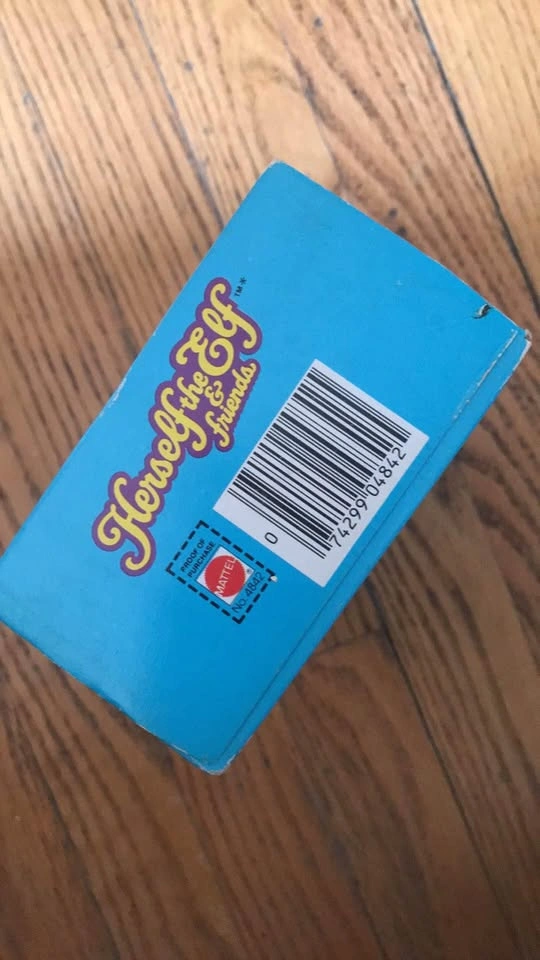 Herself the Elf ™*
&
friends
PROOF OF
PURCHASE
MATTEL
NO. 4842
0
74299 04842